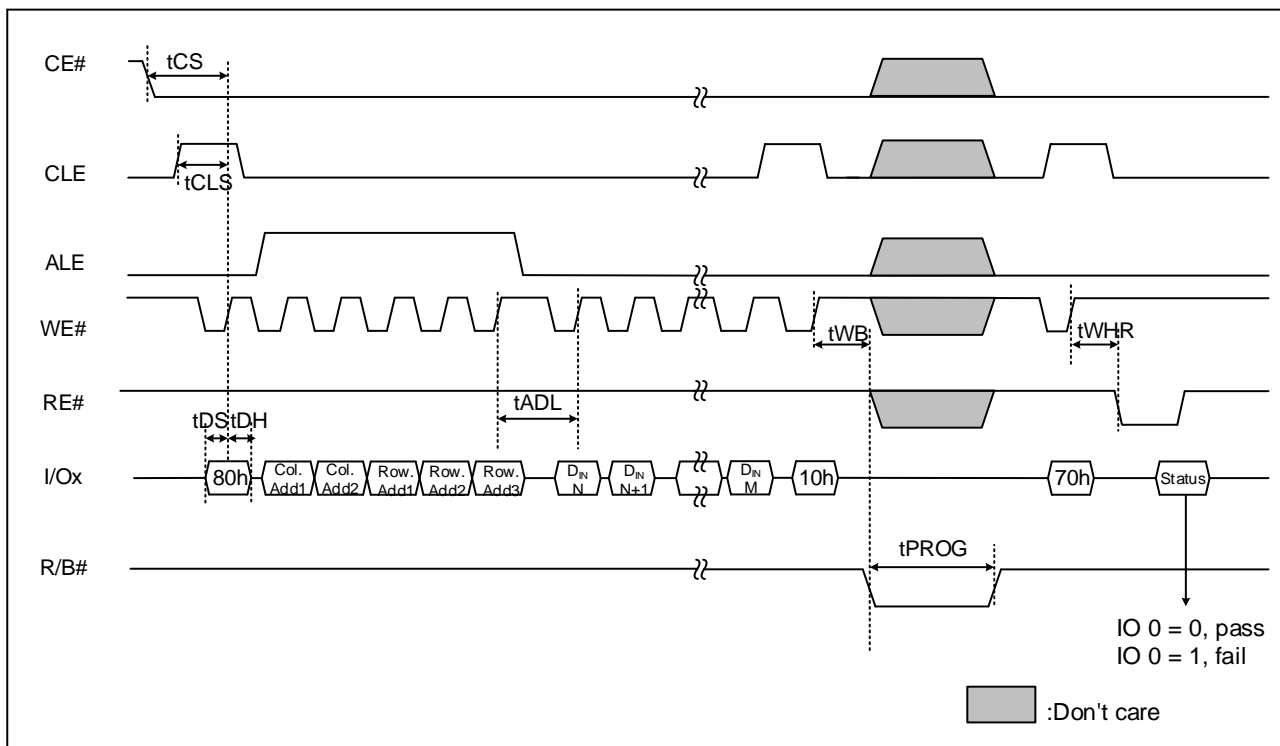 CE#
tCS
CLE
tCLS
ALE
WE#
tWB
tWHR
RE#
tADL
tDS
tDH
I/Ox
80h
Col.
Add1
Col.
Add2
Row.
Add1
Row.
Add2
Row.
Add3
DIN
N
DIN
N+1
DIN
M
10h
70h
Status
R/B#
tPROG
IO 0 = 0, pass
IO 0 = 1, fail
:Don't care